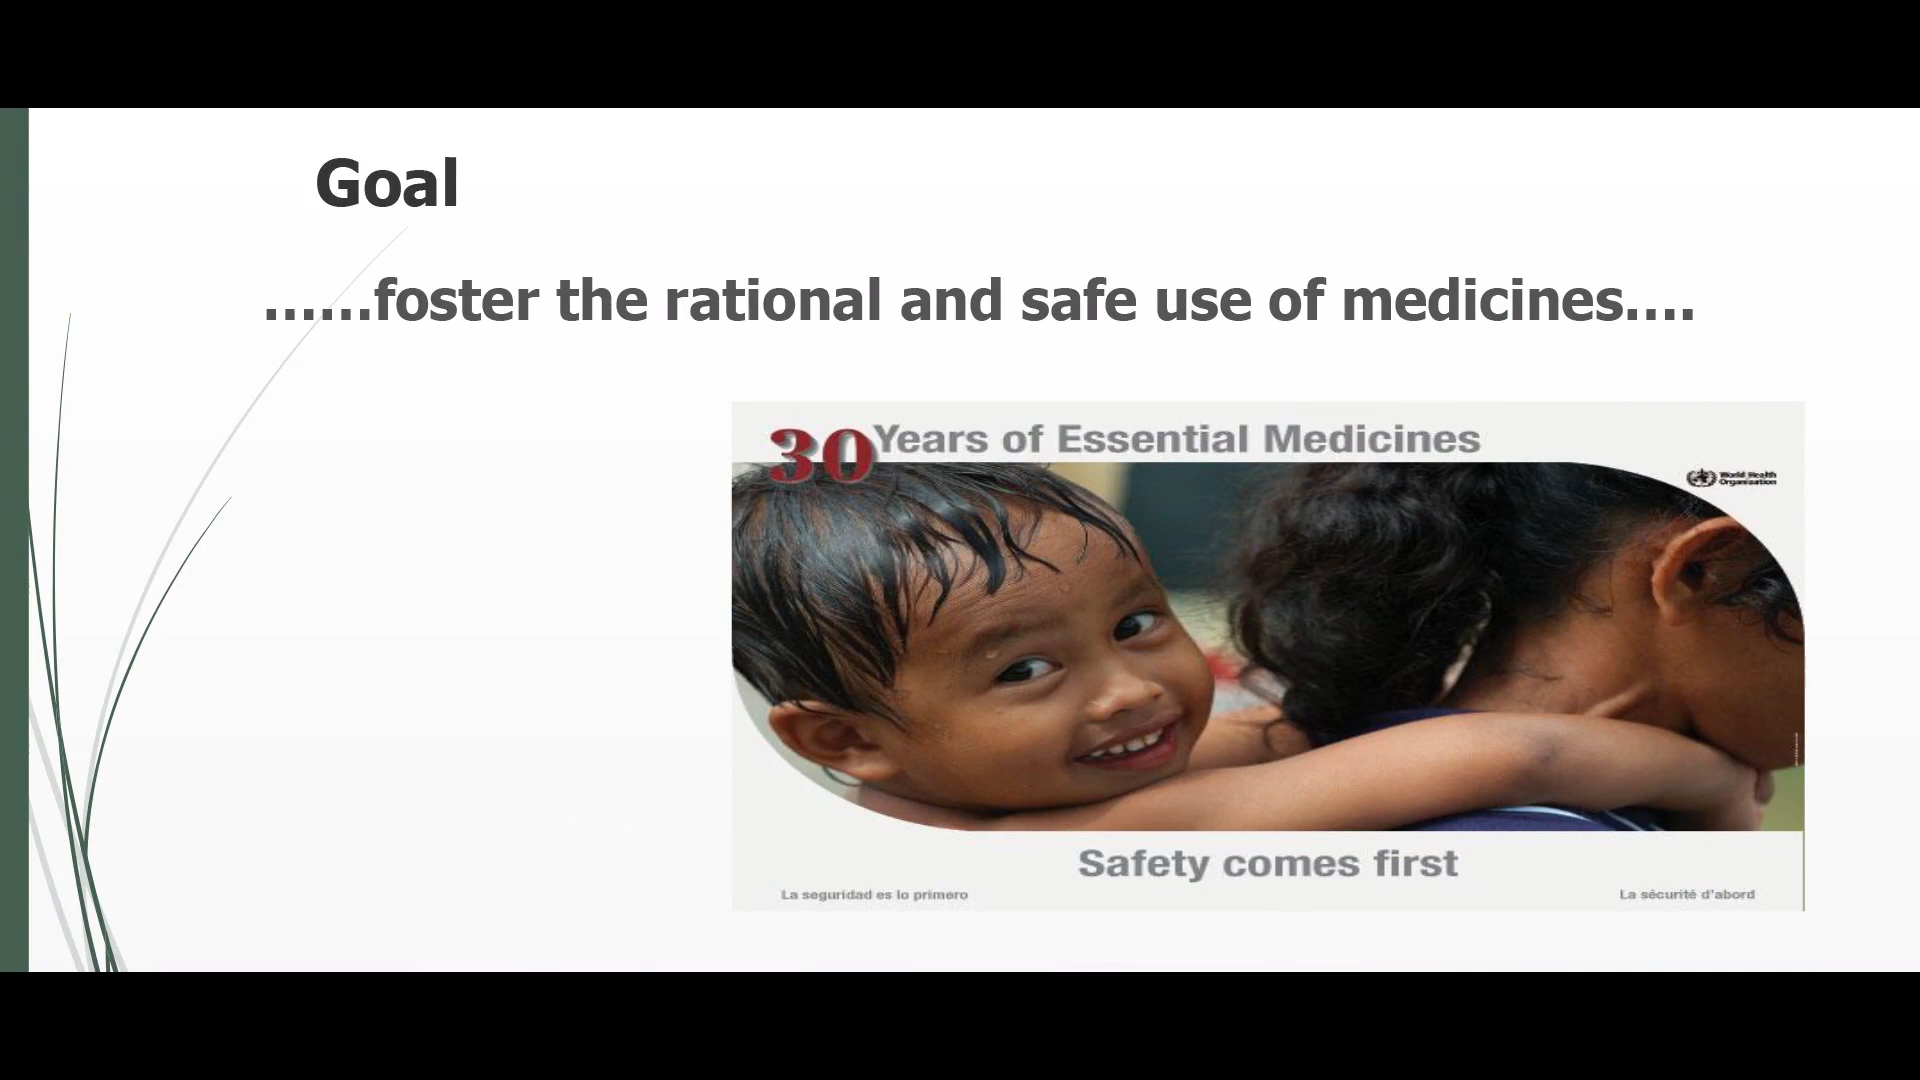 Goal
......foster the rational and safe use of medicines....
30 Years of Essential Medicines
World Health
Organization
Safety comes first
La seguridad es lo primero
La sécurité d'abord